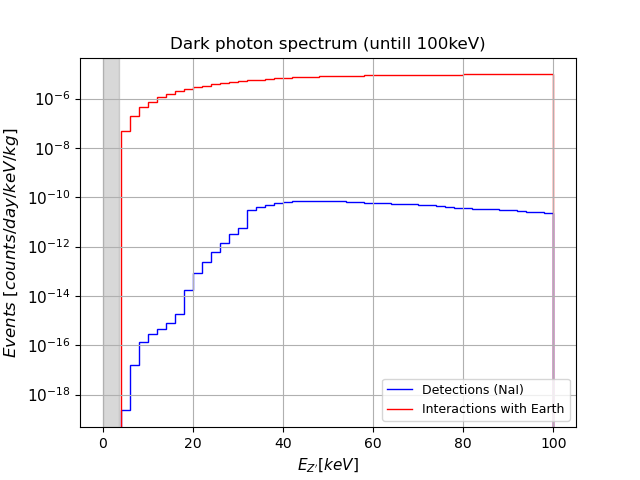 Dark photon spectrum (untill 100keV)
Events [counts/day/keV/kg]
10⁻⁶
10⁻⁸
10⁻¹⁰
10⁻¹²
10⁻¹⁴
10⁻¹⁶
10⁻¹⁸
Detections (NaI)
Interactions with Earth
0 20 40 60 80 100
E_Z'[keV]